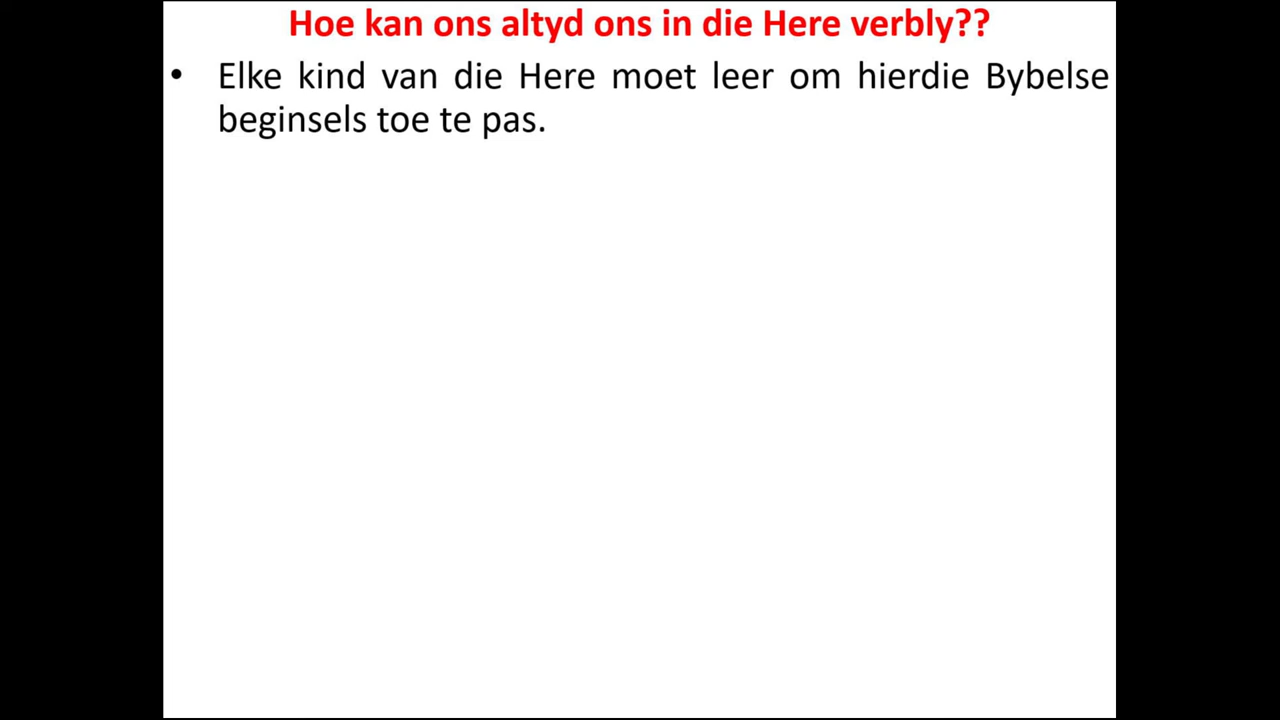 Hoe kan ons altyd ons in die Here verbly??
• Elke kind van die Here moet leer om hierdie Bybelse
beginsels toe te pas.